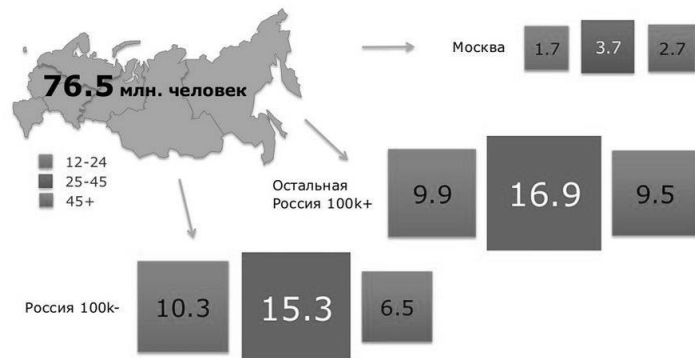 76.5 млн. человек
12-24
25-45
45+
Москва
1.7
3.7
2.7
Остальная
Россия 100k+
9.9
16.9
9.5
Россия 100k-
10.3
15.3
6.5